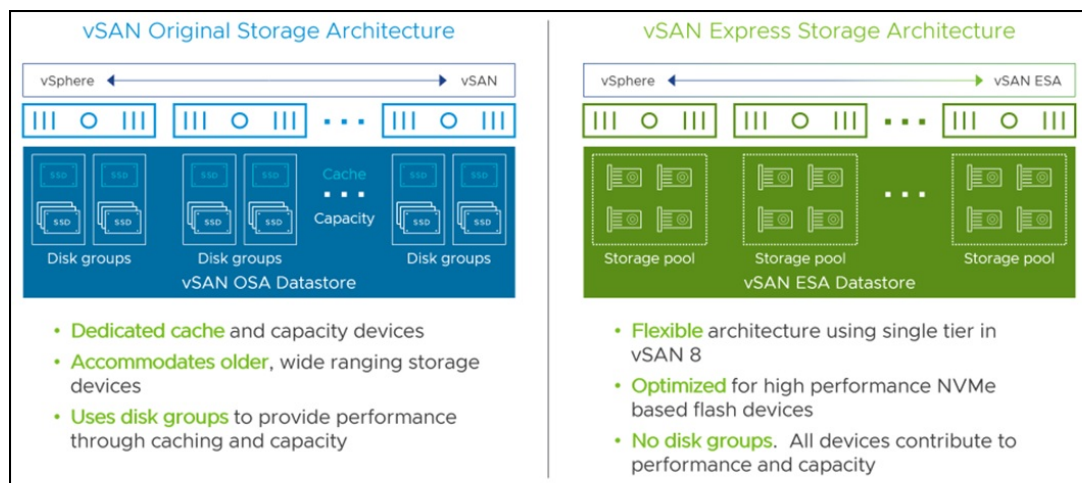 vSAN Original Storage Architecture
vSphere
vSAN
SSD
SSD
SSD
SSD
Cache
SSD
SSD
SSD
SSD
SSD
SSD
Capacity
SSD
SSD
Disk groups
Disk groups
Disk groups
vSAN OSA Datastore
• Dedicated cache and capacity devices
• Accommodates older, wide ranging storage
devices
• Uses disk groups to provide performance
through caching and capacity
vSAN Express Storage Architecture
vSphere
vSAN ESA
Storage pool
Storage pool
Storage pool
vSAN ESA Datastore
• Flexible architecture using single tier in
vSAN 8
• Optimized for high performance NVMe
based flash devices
• No disk groups. All devices contribute to
performance and capacity